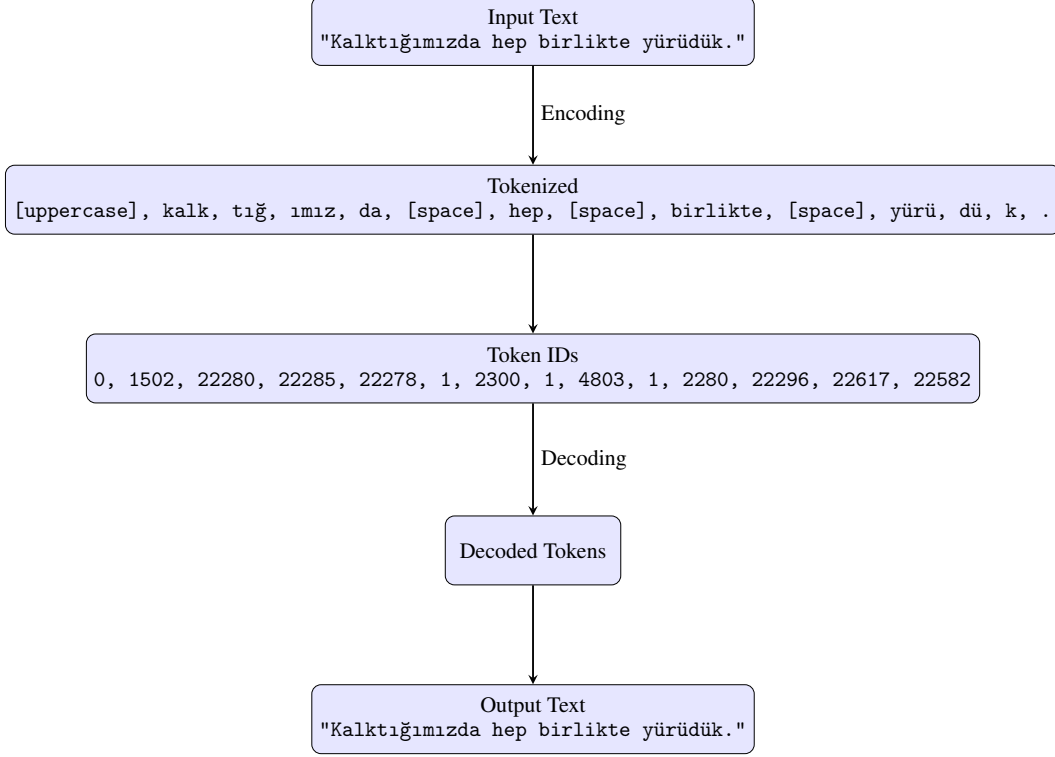 Input Text
"Kalktığımızda hep birlikte yürüdük."
Encoding
Tokenized
[uppercase], kalk, tığ, ımız, da, [space], hep, [space], birlikte, [space], yürü, dü, k, .
Token IDs
0, 1502, 22280, 22285, 22278, 1, 2300, 1, 4803, 1, 2280, 22296, 22617, 22582
Decoding
Decoded Tokens
Output Text
"Kalktığımızda hep birlikte yürüdük."